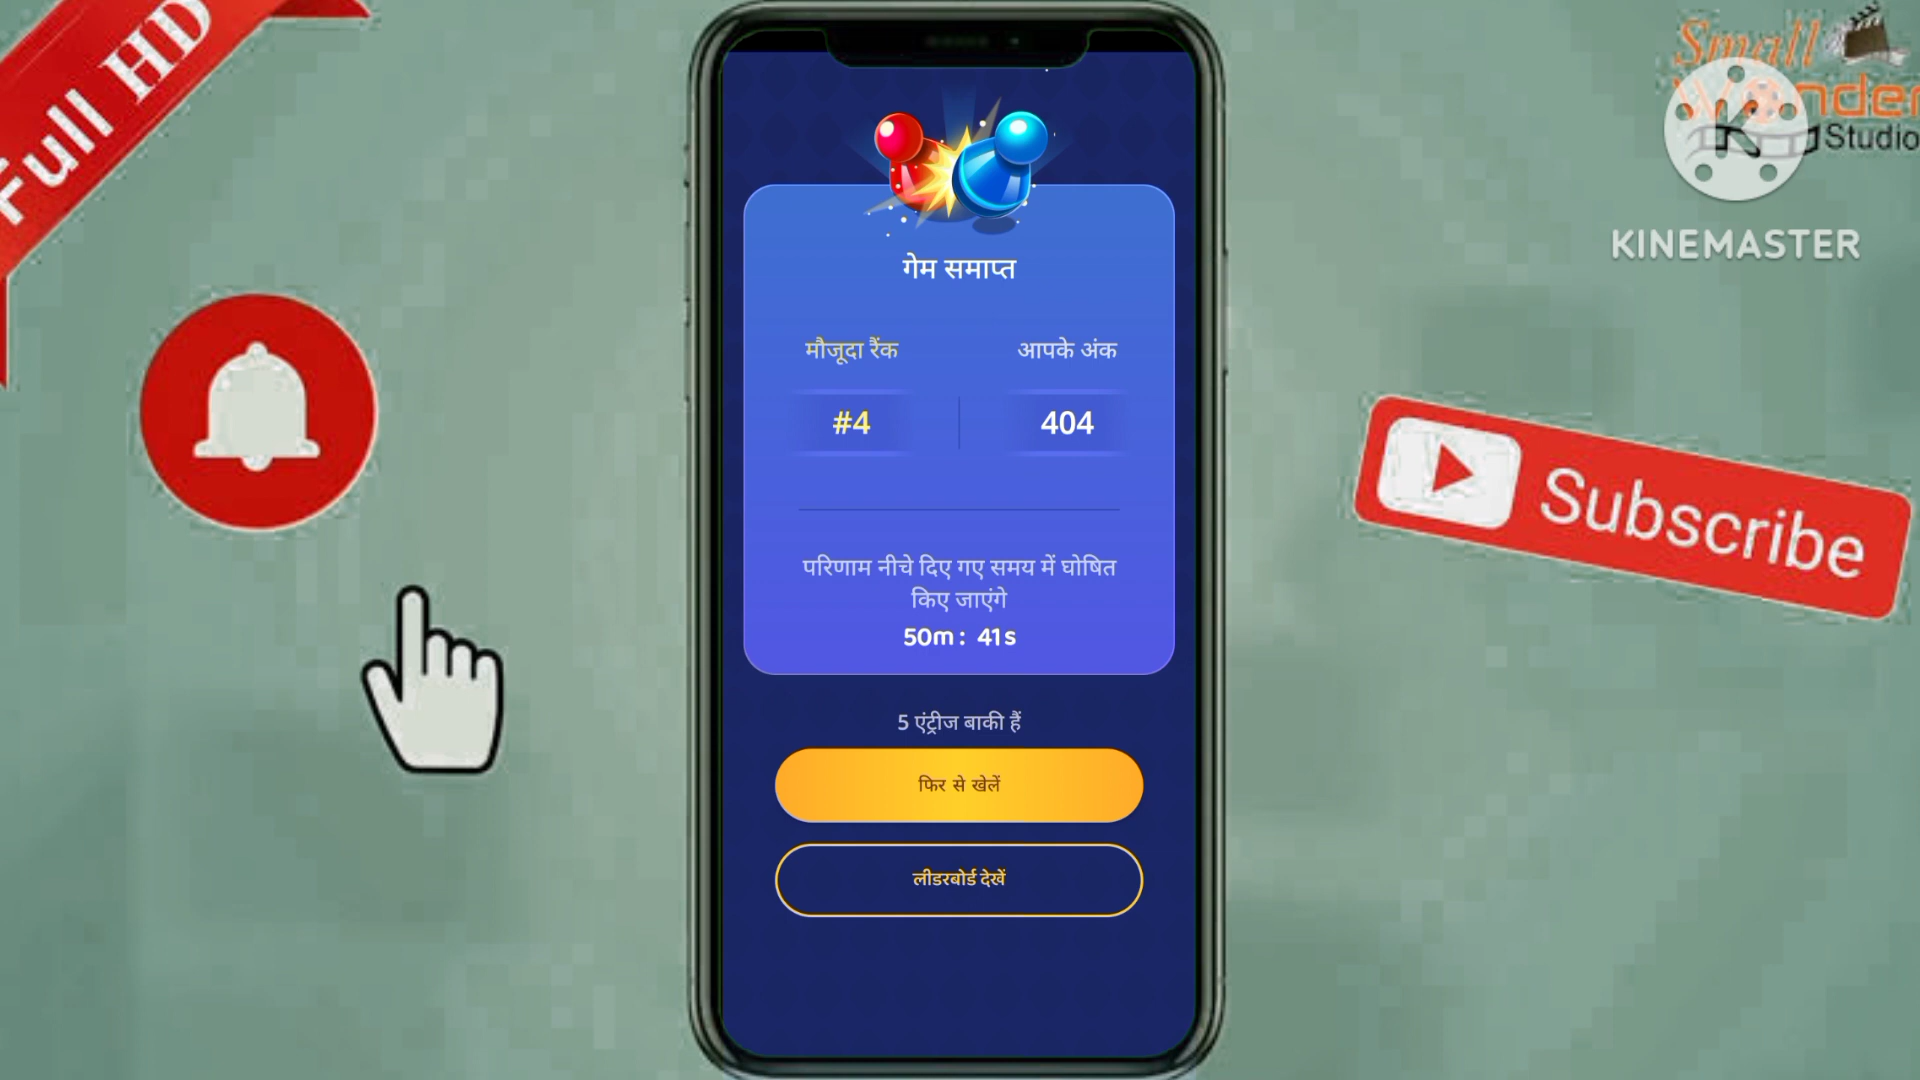 Full HD
Small
Wonder
Studio
KINEMASTER
गेम समाप्त
मौजूदा रैंक
आपके अंक
#4
404
परिणाम नीचे दिए गए समय में घोषित
किए जाएंगे
50m : 41s
5 एंट्रीज बाकी हैं
फिर से खेलें
लीडरबोर्ड देखें
Subscribe